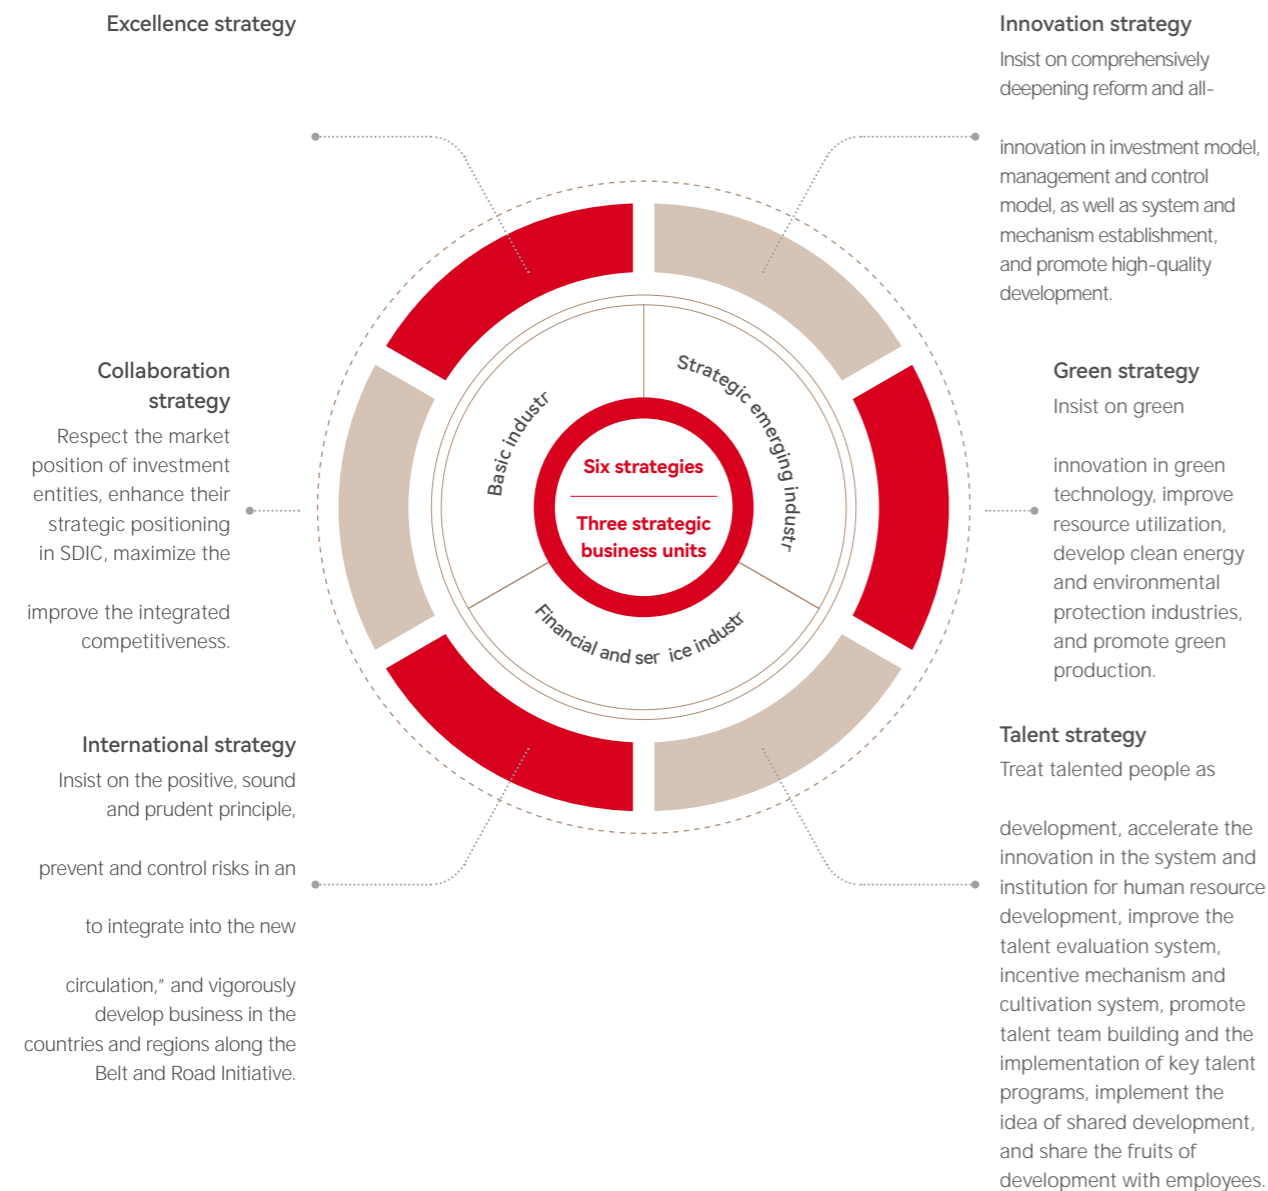 Excellence strategy
Innovation strategy
Insist on comprehensively
deepening reform and all-
innovation in investment model,
management and control
model, as well as system and
mechanism establishment,
and promote high-quality
development.
Collaboration
strategy
Respect the market
position of investment
entities, enhance their
strategic positioning
in SDIC, maximize the
improve the integrated
competitiveness.
Basic industr
Strategic emerging industr
Six strategies
Three strategic
business units
Financial and ser ice industr
Green strategy
Insist on green
innovation in green
technology, improve
resource utilization,
develop clean energy
and environmental
protection industries,
and promote green
production.
International strategy
Insist on the positive, sound
and prudent principle,
prevent and control risks in an
to integrate into the new
circulation,” and vigorously
develop business in the
countries and regions along the
Belt and Road Initiative.
Talent strategy
Treat talented people as
development, accelerate the
innovation in the system and
institution for human resource
development, improve the
talent evaluation system,
incentive mechanism and
cultivation system, promote
talent team building and the
implementation of key talent
programs, implement the
idea of shared development,
and share the fruits of
development with employees.